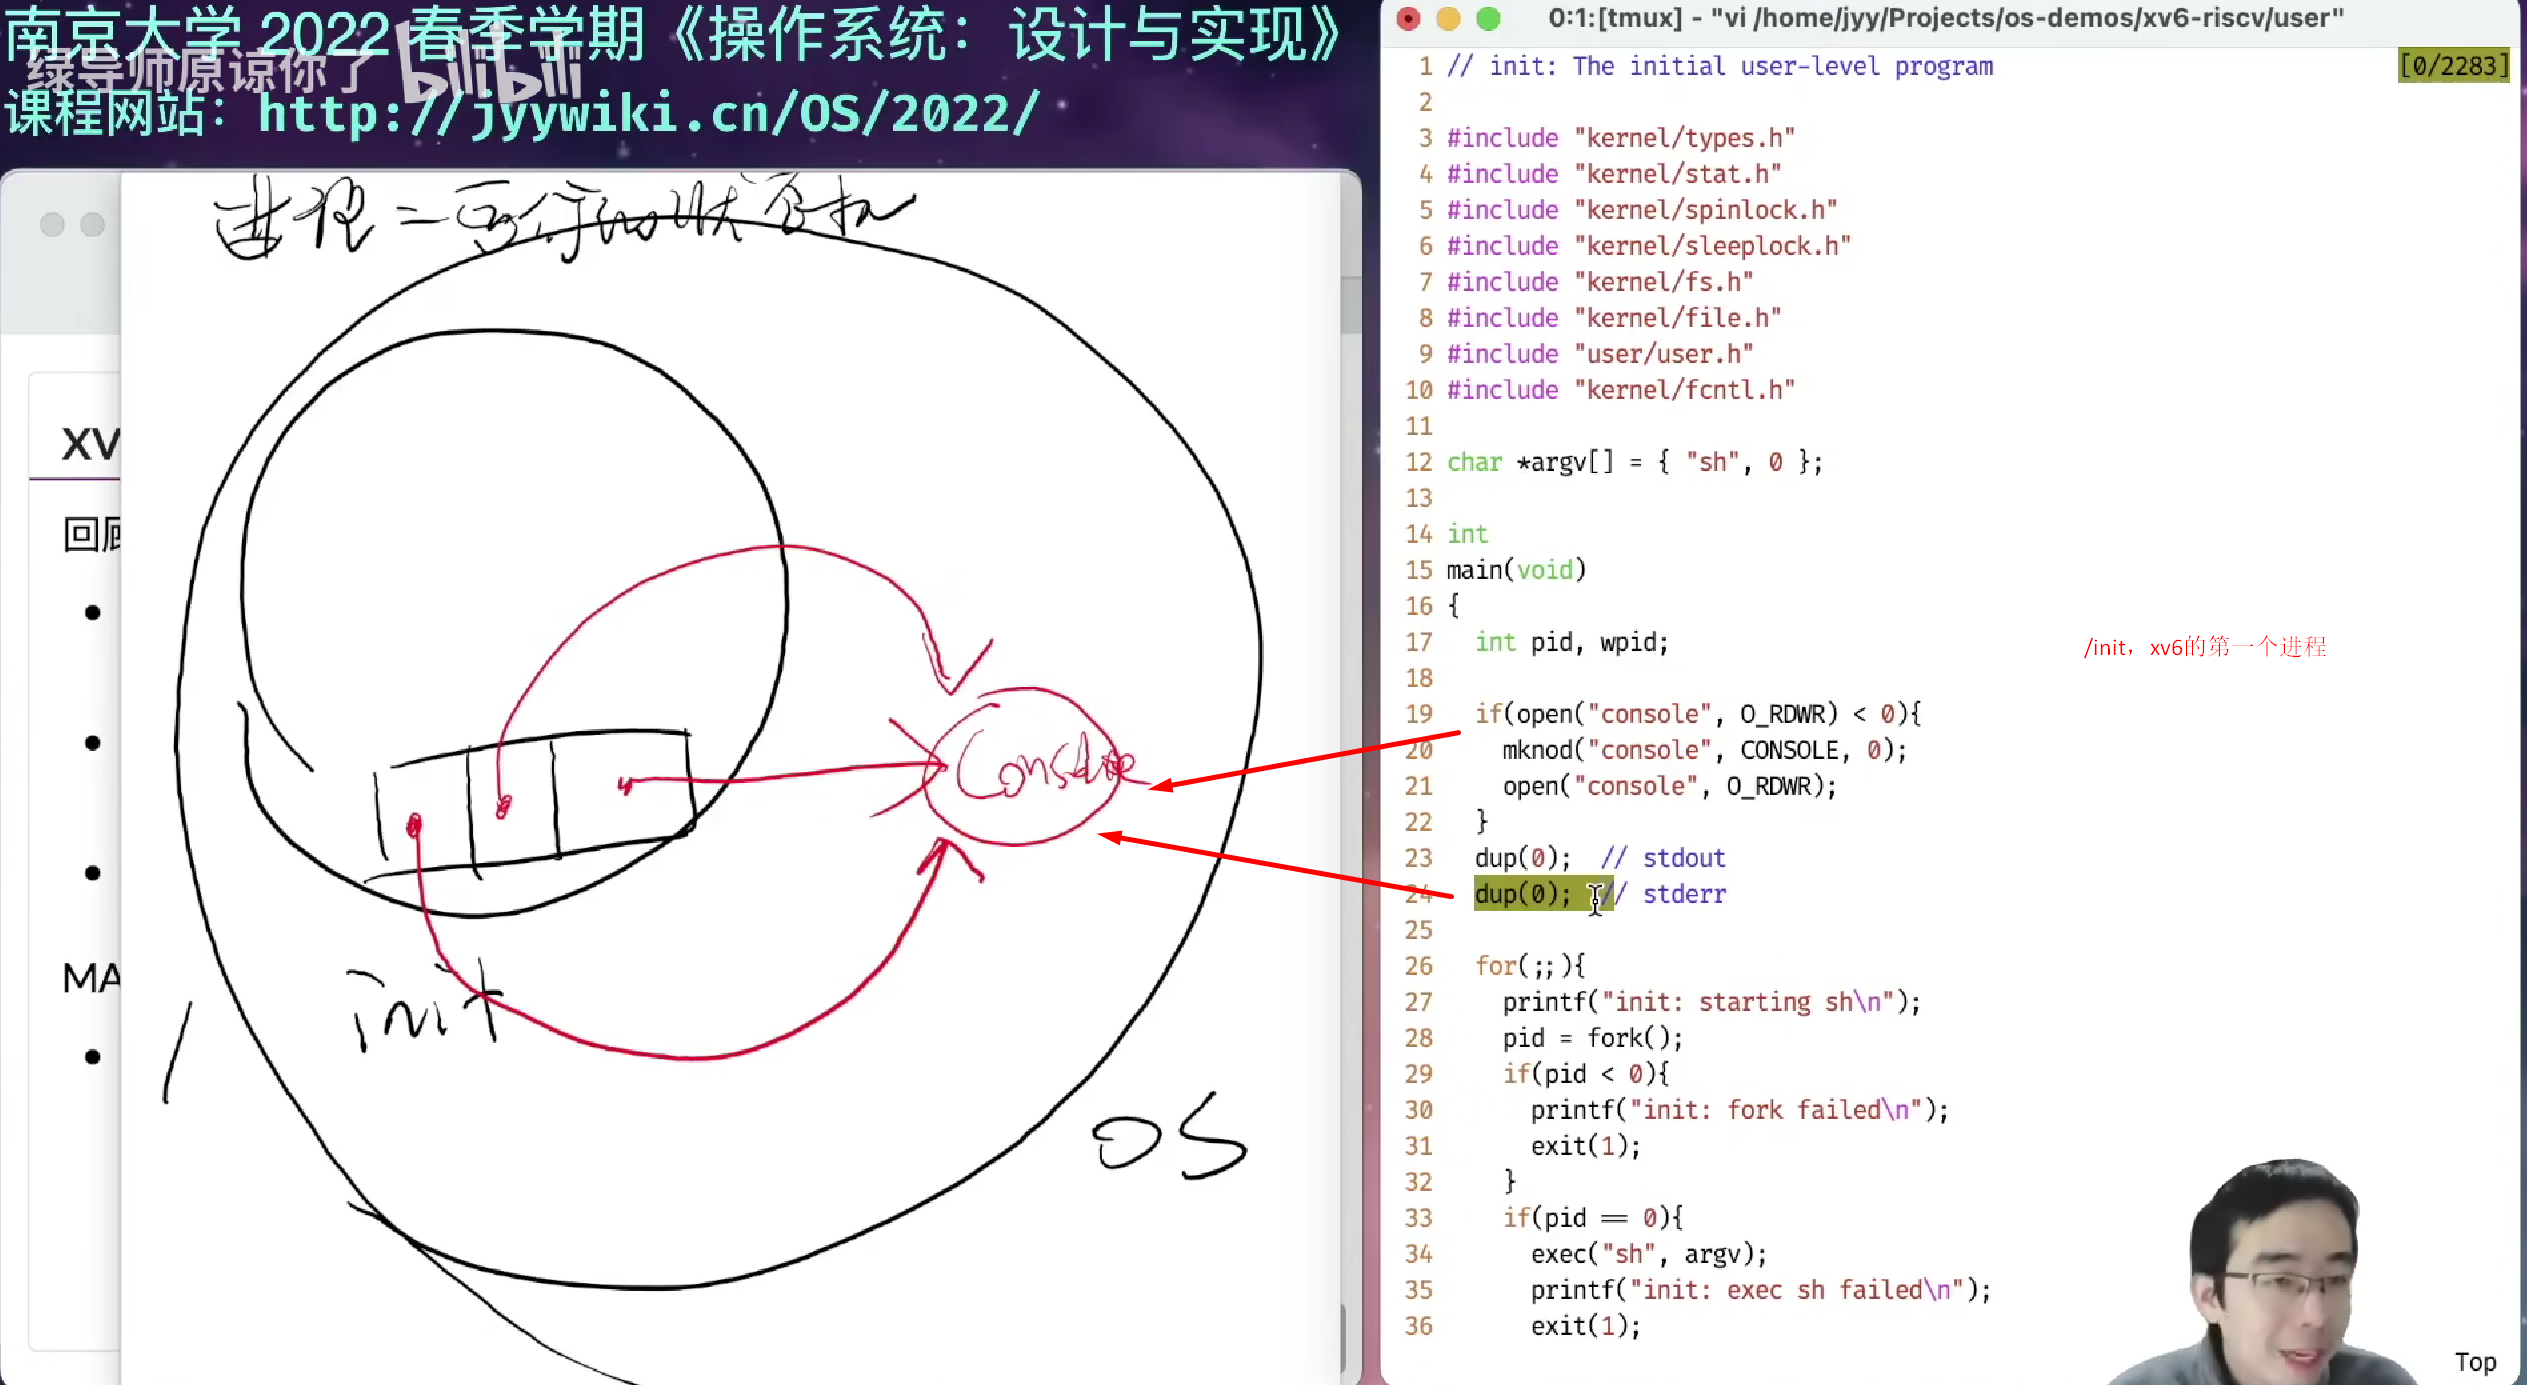 南京大学 2022 春季学期《操作系统：设计与实现》
绿导师原谅你了 bilibili
课程网站：http://jyywiki.cn/OS/2022/
进程 = 运行的状态机
XV
回顾
MA
Console
init
OS
0:1:[tmux] - "vi /home/jyy/Projects/os-demos/xv6-riscv/user"
[0/2283]
1 // init: The initial user-level program
2
3 #include "kernel/types.h"
4 #include "kernel/stat.h"
5 #include "kernel/spinlock.h"
6 #include "kernel/sleeplock.h"
7 #include "kernel/fs.h"
8 #include "kernel/file.h"
9 #include "user/user.h"
10 #include "kernel/fcntl.h"
11
12 char *argv[] = { "sh", 0 };
13
14 int
15 main(void)
16 {
17 int pid, wpid;
/init，xv6的第一个进程
18
19 if(open("console", O_RDWR) < 0){
20 mknod("console", CONSOLE, 0);
21 open("console", O_RDWR);
22 }
23 dup(0); // stdout
24 dup(0); // stderr
25
26 for(;;){
27 printf("init: starting sh\n");
28 pid = fork();
29 if(pid < 0){
30 printf("init: fork failed\n");
31 exit(1);
32 }
33 if(pid == 0){
34 exec("sh", argv);
35 printf("init: exec sh failed\n");
36 exit(1);
Top